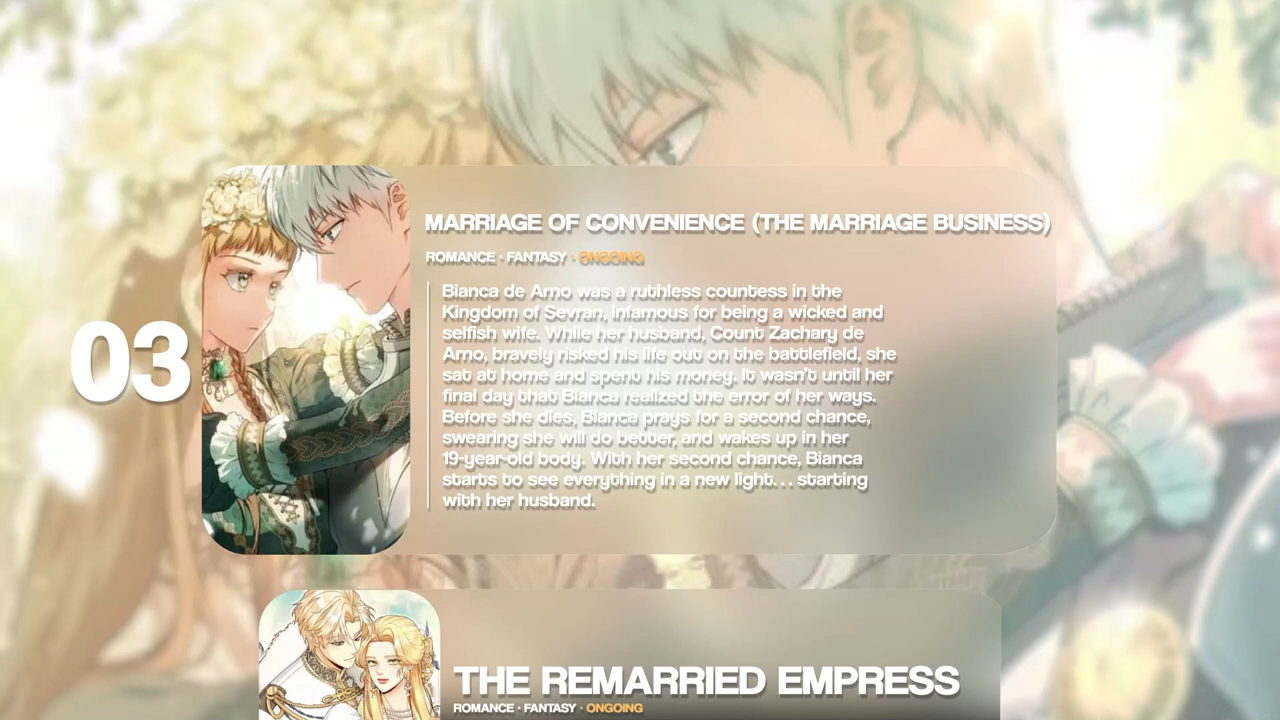 03
MARRIAGE OF CONVENIENCE (THE MARRIAGE BUSINESS)
ROMANCE · FANTASY · ONGOING
Bianca de Arno was a ruthless countess in the
Kingdom of Sevran, infamous for being a wicked and
selfish wife. While her husband, Count Zachary de
Arno, bravely risked his life out on the battlefield, she
sat at home and spent his money. It wasn't until her
final day that Bianca realized the error of her ways.
Before she dies, Bianca prays for a second chance,
swearing she will do better, and wakes up in her
19-year-old body. With her second chance, Bianca
starts to see everything in a new light... starting
with her husband.
THE REMARRIED EMPRESS
ROMANCE · FANTASY · ONGOING